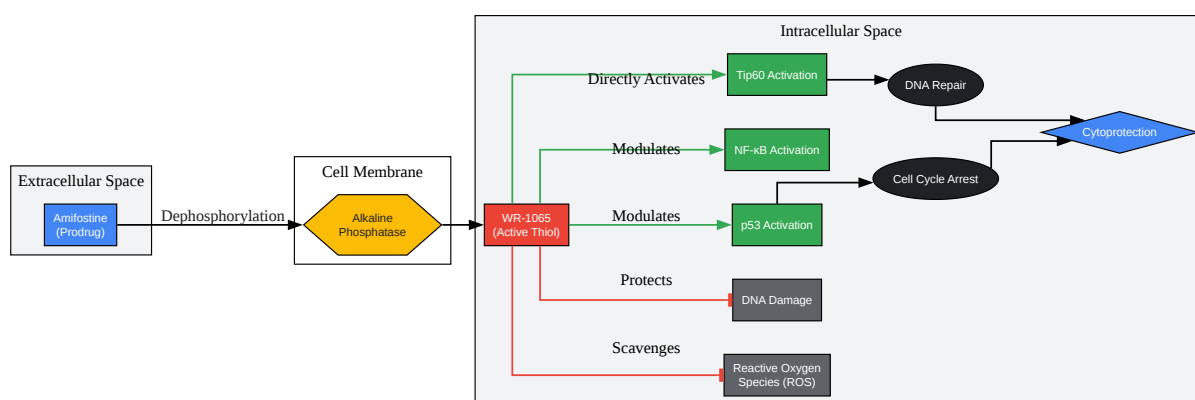 Intracellular Space
Directly Activates
Tip60 Activation
DNA Repair
Modulates
NF-κB Activation
Cytoprotection
Extracellular Space
Amifostine
(Prodrug)
Dephosphorylation
Cell Membrane
Alkaline
Phosphatase
WR-1065
(Active Thiol)
Modulates
p53 Activation
Cell Cycle Arrest
Protects
DNA Damage
Scavenges
Reactive Oxygen
Species (ROS)